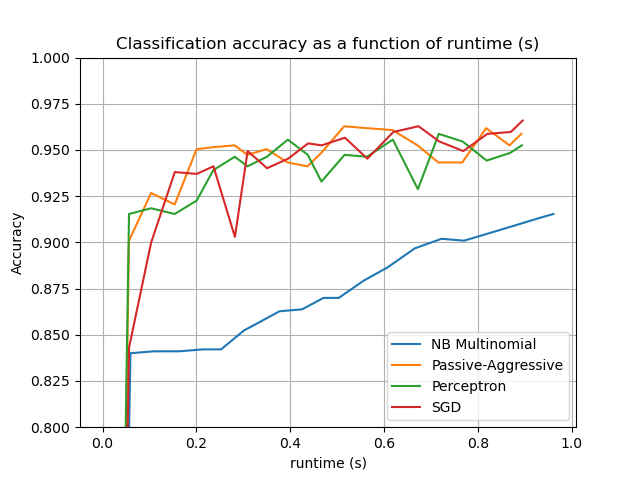 Classification accuracy as a function of runtime (s)
1.000
0.975
0.950
0.925
0.900
0.875
0.850
0.825
0.800
Accuracy
0.0 0.2 0.4 0.6 0.8 1.0
runtime (s)
NB Multinomial
Passive-Aggressive
Perceptron
SGD